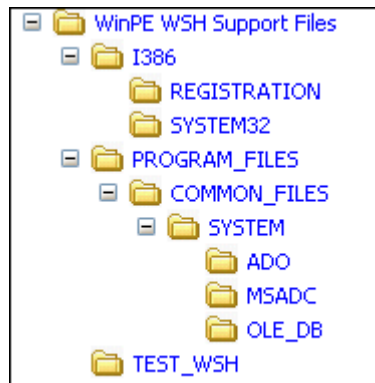 WinPE WSH Support Files
I386
REGISTRATION
SYSTEM32
PROGRAM_FILES
COMMON_FILES
SYSTEM
ADO
MSADC
OLE_DB
TEST_WSH